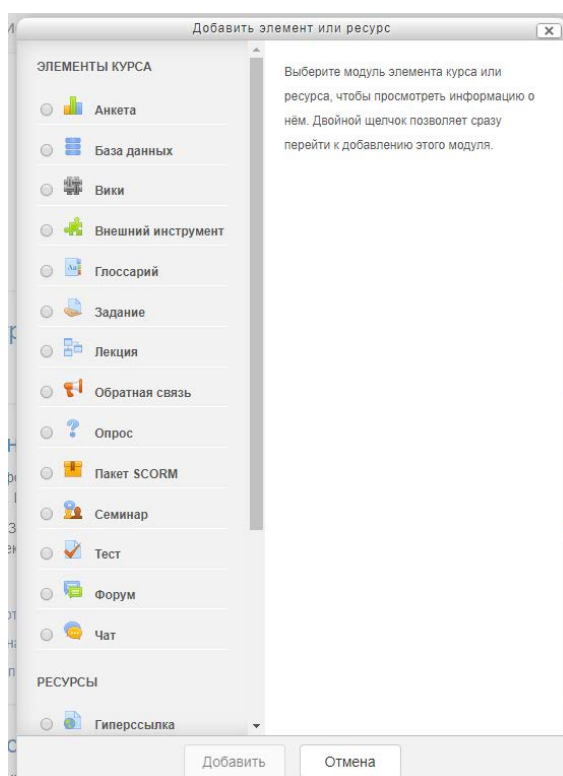 Добавить элемент или ресурс
ЭЛЕМЕНТЫ КУРСА
Анкета
База данных
Вики
Внешний инструмент
Глоссарий
Задание
Лекция
Обратная связь
Опрос
Пакет SCORM
Семинар
Тест
Форум
Чат
РЕСУРСЫ
Гиперссылка
Выберите модуль элемента курса или
ресурса, чтобы просмотреть информацию о
нём. Двойной щелчок позволяет сразу
перейти к добавлению этого модуля.
Добавить
Отмена